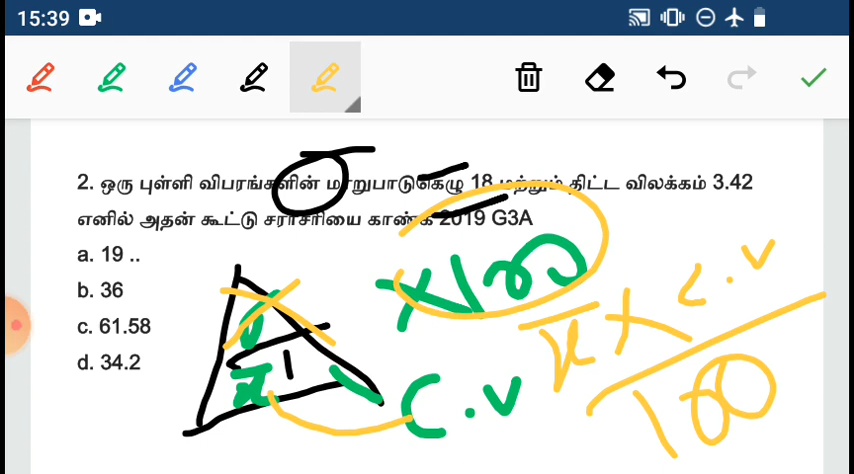 15:39
2. ஒரு புள்ளி விபரங்களின் மாறுபாடுகெழு 18 மற்றும் திட்ட விலக்கம் 3.42
எனில் அதன் கூட்டு சராசரியை காண்க 2019 G3A
a. 19 ..
b. 36
c. 61.58
d. 34.2
σ =
x100
σ
x̄ C.V
x̄ x C.V
100